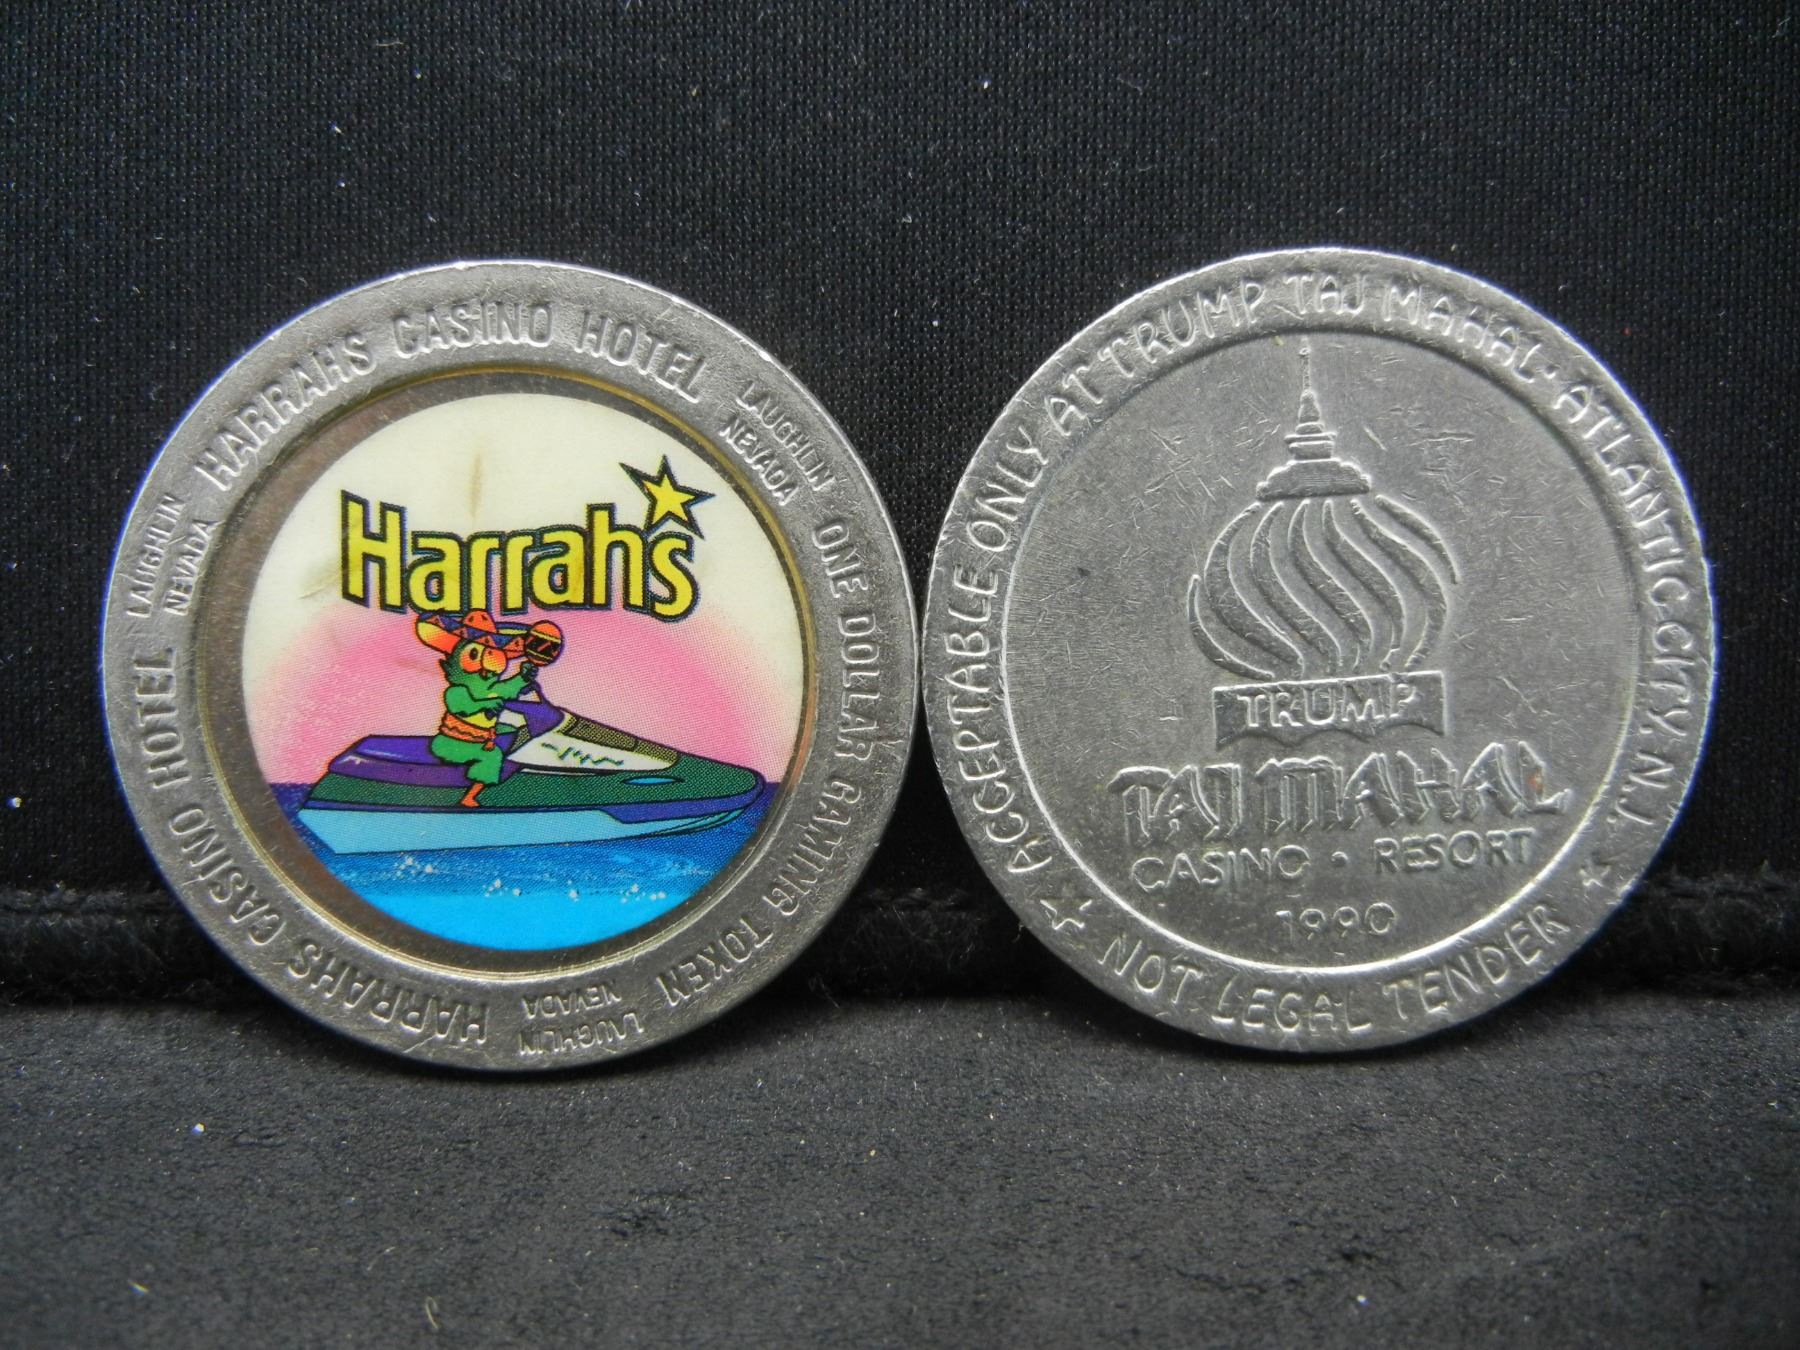 HARRAHS CASINO HOTEL
LAUGHLIN
NEVADA
ONE DOLLAR GAMING TOKEN
LAUGHLIN
NEVADA
HARRAHS CASINO HOTEL
LAUGHLIN
NEVADA
Harrah's
ACCEPTABLE ONLY AT TRUMP TAJ MAHAL · ATLANTIC CITY, N.J.
TRUMP
TAJ MAHAL
CASINO • RESORT
1990
NOT LEGAL TENDER